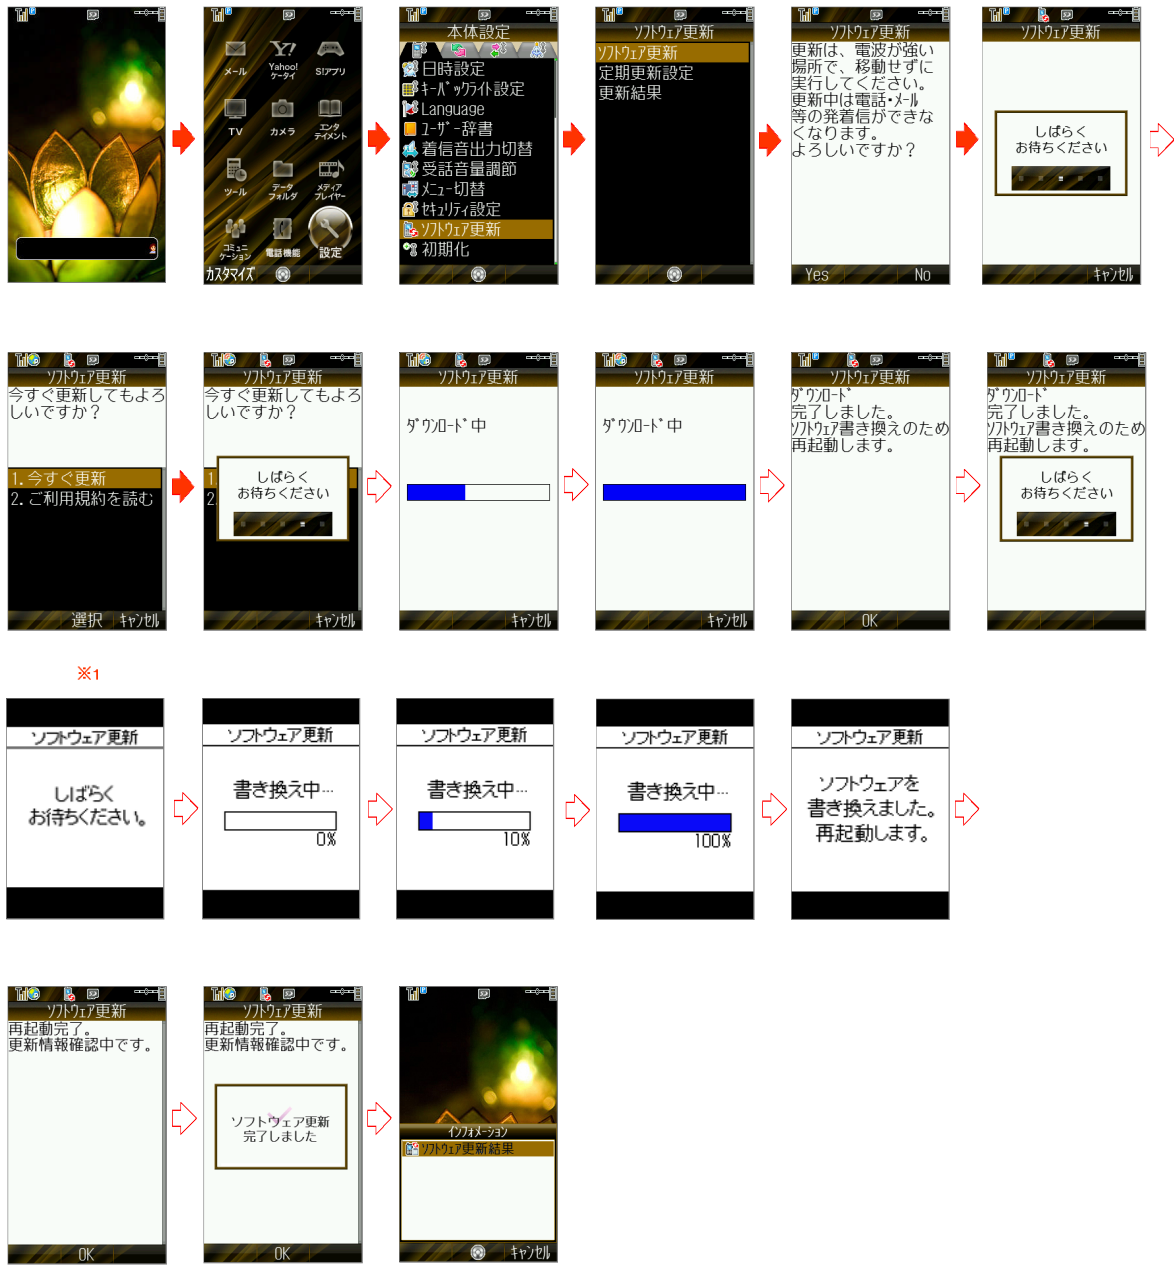 メール
Yahoo!
ケータイ
S!アプリ
TV
カメラ
エンタ
テイメント
ツール
データ
フォルダ
メディア
プレイヤー
コミュニ
ケーション
電話機能
設定
カスタマイズ
本体設定
日時設定
キーバックライト設定
Language
ユーザー辞書
着信音出力切替
受話音量調節
メニュー切替
セキュリティ設定
ソフトウェア更新
初期化
ソフトウェア更新
ソフトウェア更新
定期更新設定
更新結果
ソフトウェア更新
更新は、電波が強い
場所で、移動せずに
実行してください。
更新中は電話・メール
等の発着信ができな
くなります。
よろしいですか？
Yes No
ソフトウェア更新
しばらく
お待ちください
キャンセル
ソフトウェア更新
今すぐ更新してもよろ
しいですか？
1.今すぐ更新
2.ご利用規約を読む
選択 キャンセル
ソフトウェア更新
今すぐ更新してもよろ
しいですか？
1.
2.
しばらく
お待ちください
キャンセル
ソフトウェア更新
ダウンロード中
キャンセル
ソフトウェア更新
ダウンロード中
キャンセル
ソフトウェア更新
ダウンロード
完了しました。
ソフトウェア書き換えのため
再起動します。
OK
ソフトウェア更新
ダウンロード
完了しました。
ソフトウェア書き換えのため
再起動します。
しばらく
お待ちください
※1
ソフトウェア更新
しばらく
お待ちください。
ソフトウェア更新
書き換え中…
0%
ソフトウェア更新
書き換え中…
10%
ソフトウェア更新
書き換え中…
100%
ソフトウェア更新
ソフトウェアを
書き換えました。
再起動します。
ソフトウェア更新
再起動完了。
更新情報確認中です。
OK
ソフトウェア更新
再起動完了。
更新情報確認中です。
ソフトウェア更新
完了しました
OK
インフォメーション
ソフトウェア更新結果
キャンセル